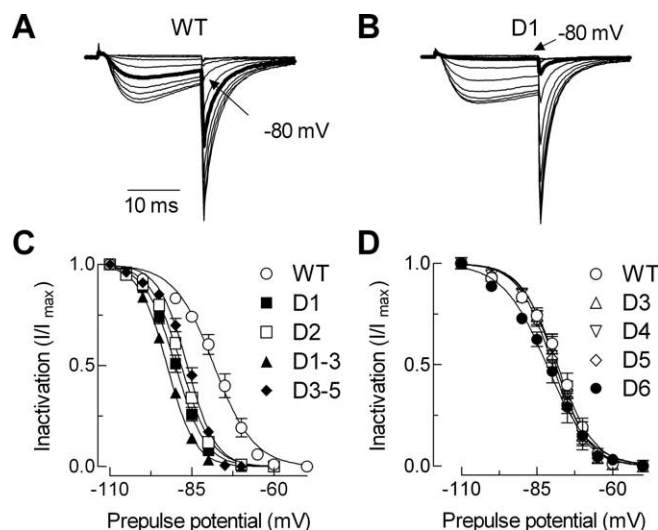 A
WT
-80 mV
10 ms
B
D1
-80 mV
C
Inactivation (I/I max)
1.0
0.5
0.0
-110
-85
-60
Prepulse potential (mV)
WT
D1
D2
D1-3
D3-5
D
Inactivation (I/I max)
1.0
0.5
0.0
-110
-85
-60
Prepulse potential (mV)
WT
D3
D4
D5
D6